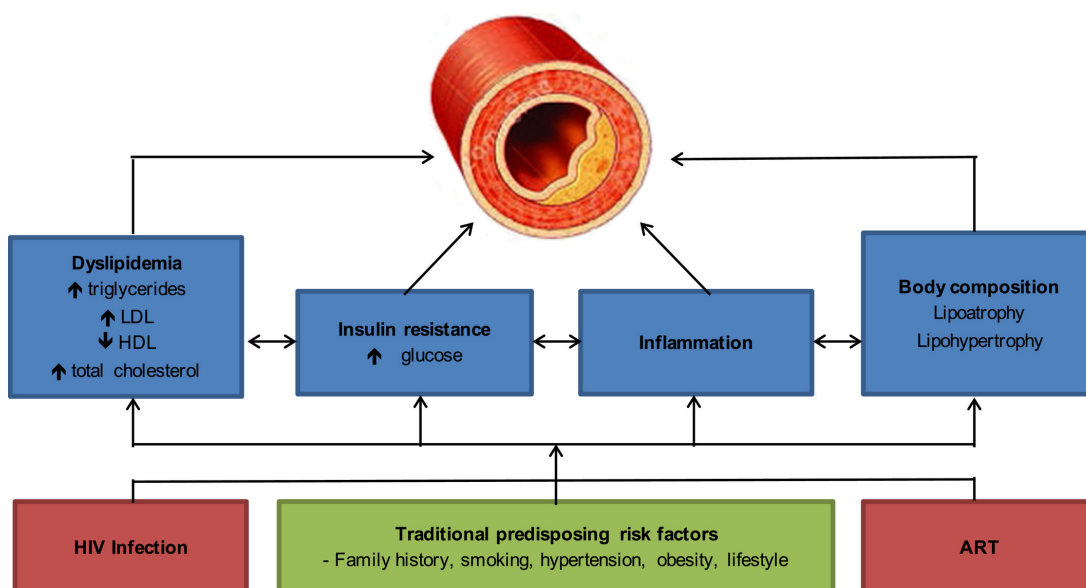 Dyslipidemia
↑ triglycerides
↑ LDL
↓ HDL
↑ total cholesterol
Insulin resistance
↑ glucose
Inflammation
Body composition
Lipoatrophy
Lipohypertrophy
HIV Infection
Traditional predisposing risk factors
- Family history, smoking, hypertension, obesity, lifestyle
ART